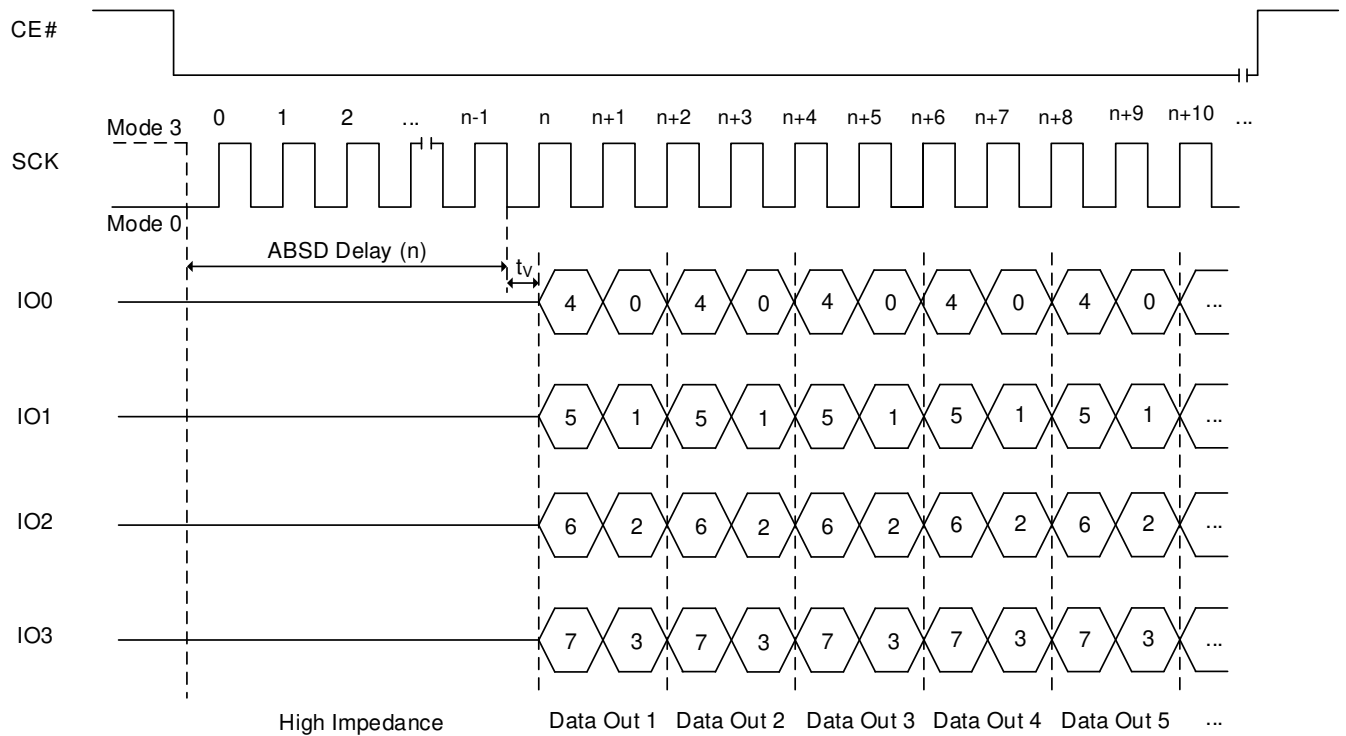 CE#
Mode 3 0 1 2 ... n-1 n n+1 n+2 n+3 n+4 n+5 n+6 n+7 n+8 n+9 n+10 ...
SCK
Mode 0
ABSD Delay (n)
tV
IO0 4 0 4 0 4 0 4 0 4 0 ...
IO1 5 1 5 1 5 1 5 1 5 1 ...
IO2 6 2 6 2 6 2 6 2 6 2 ...
IO3 7 3 7 3 7 3 7 3 7 3 ...
High Impedance Data Out 1 Data Out 2 Data Out 3 Data Out 4 Data Out 5 ...